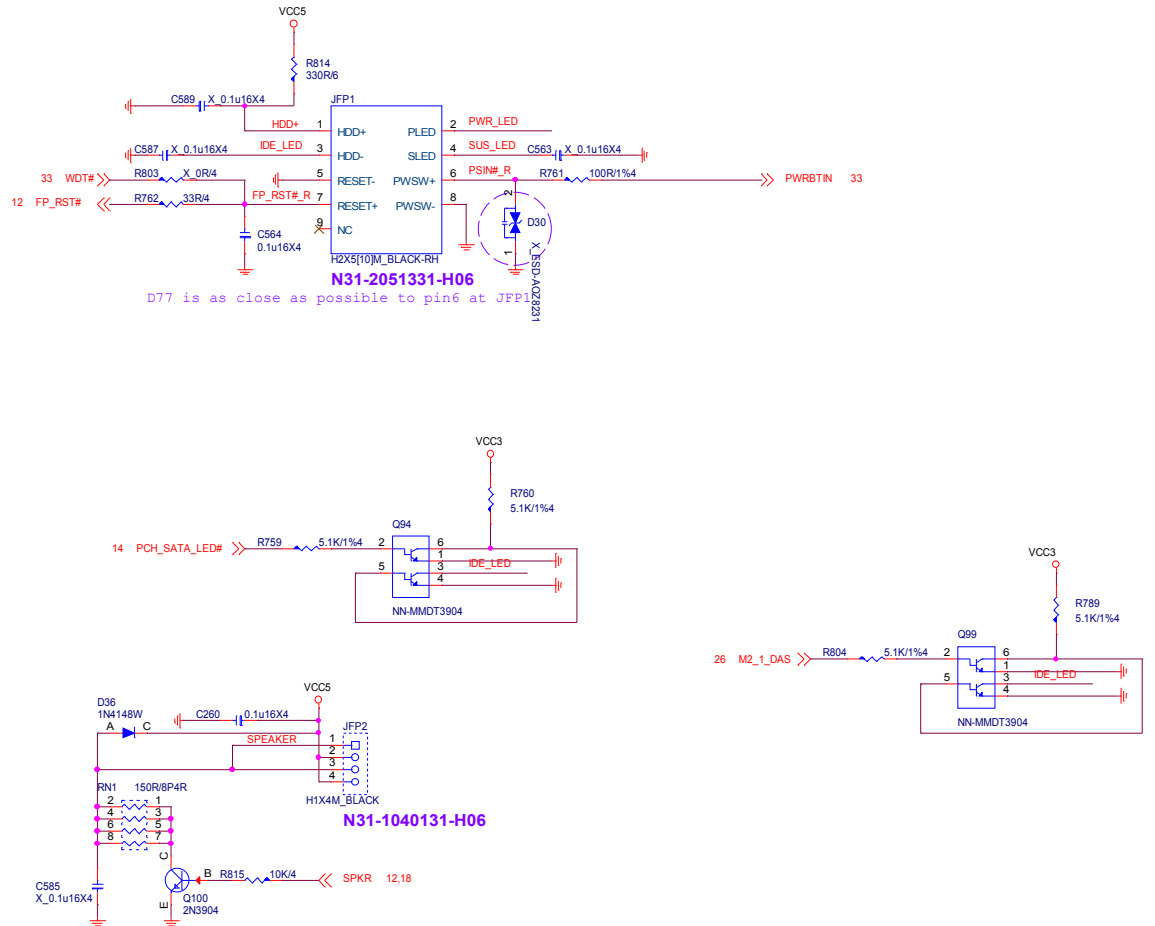 VCC5
R814
330R/6
C589 X_0.1u16X4
JFP1
HDD+ 1 HDD+ PLED 2 PWR_LED
C587 X_0.1u16X4 IDE_LED 3 HDD- SLED 4 SUS_LED C563 X_0.1u16X4
33 WDT# R803 X_0R/4 5 RESET- PWSW+ 6 PSIN#_R R761 100R/1%4 PWRBTIN 33
12 FP_RST# R762 33R/4 FP_RST#_R 7 RESET+ PWSW- 8
C564
0.1u16X4
9 NC
2
D30
1
X_ESD-AOZ8231
H2X5[10]M_BLACK-RH
N31-2051331-H06
D77 is as close as possible to pin6 at JFP1
VCC3
R760
5.1K/1%4
Q94
14 PCH_SATA_LED# R759 5.1K/1%4 2 6
1
5 3 IDE_LED
4
NN-MMDT3904
VCC3
R789
5.1K/1%4
Q99
26 M2_1_DAS R804 5.1K/1%4 2 6
1
5 3 IDE_LED
4
NN-MMDT3904
VCC5
D36
1N4148W
A C
C260 0.1u16X4
JFP2
SPEAKER 1
2
3
4
H1X4M_BLACK
N31-1040131-H06
RN1 150R/8P4R
2 1
4 3
6 5
8 7
C
B R815 10K/4 SPKR 12,18
E
Q100
2N3904
C585
X_0.1u16X4